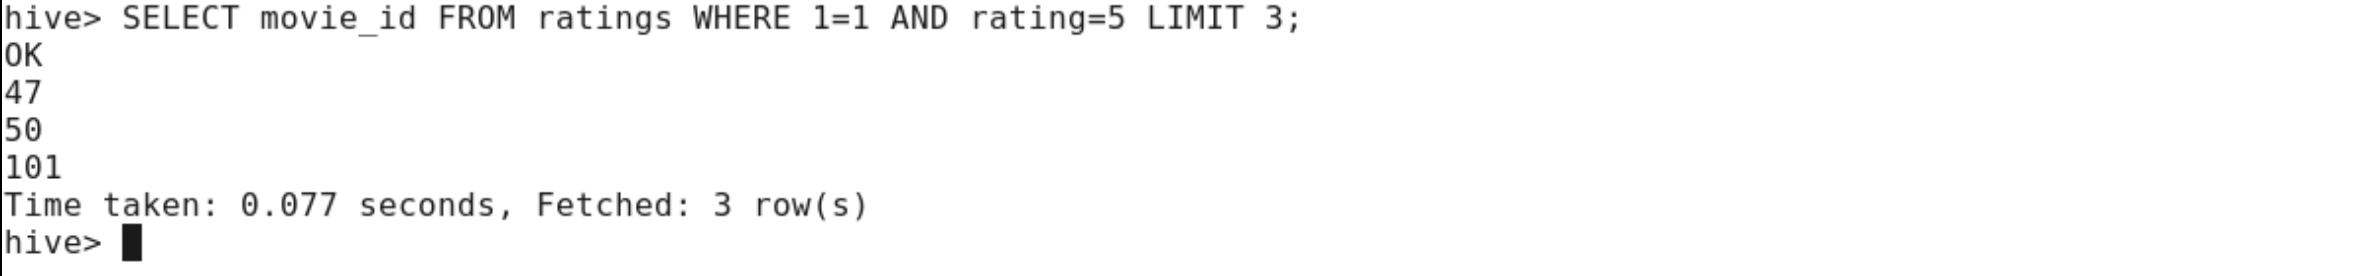 hive> SELECT movie_id FROM ratings WHERE 1=1 AND rating=5 LIMIT 3;
OK
47
50
101
Time taken: 0.077 seconds, Fetched: 3 row(s)
hive>